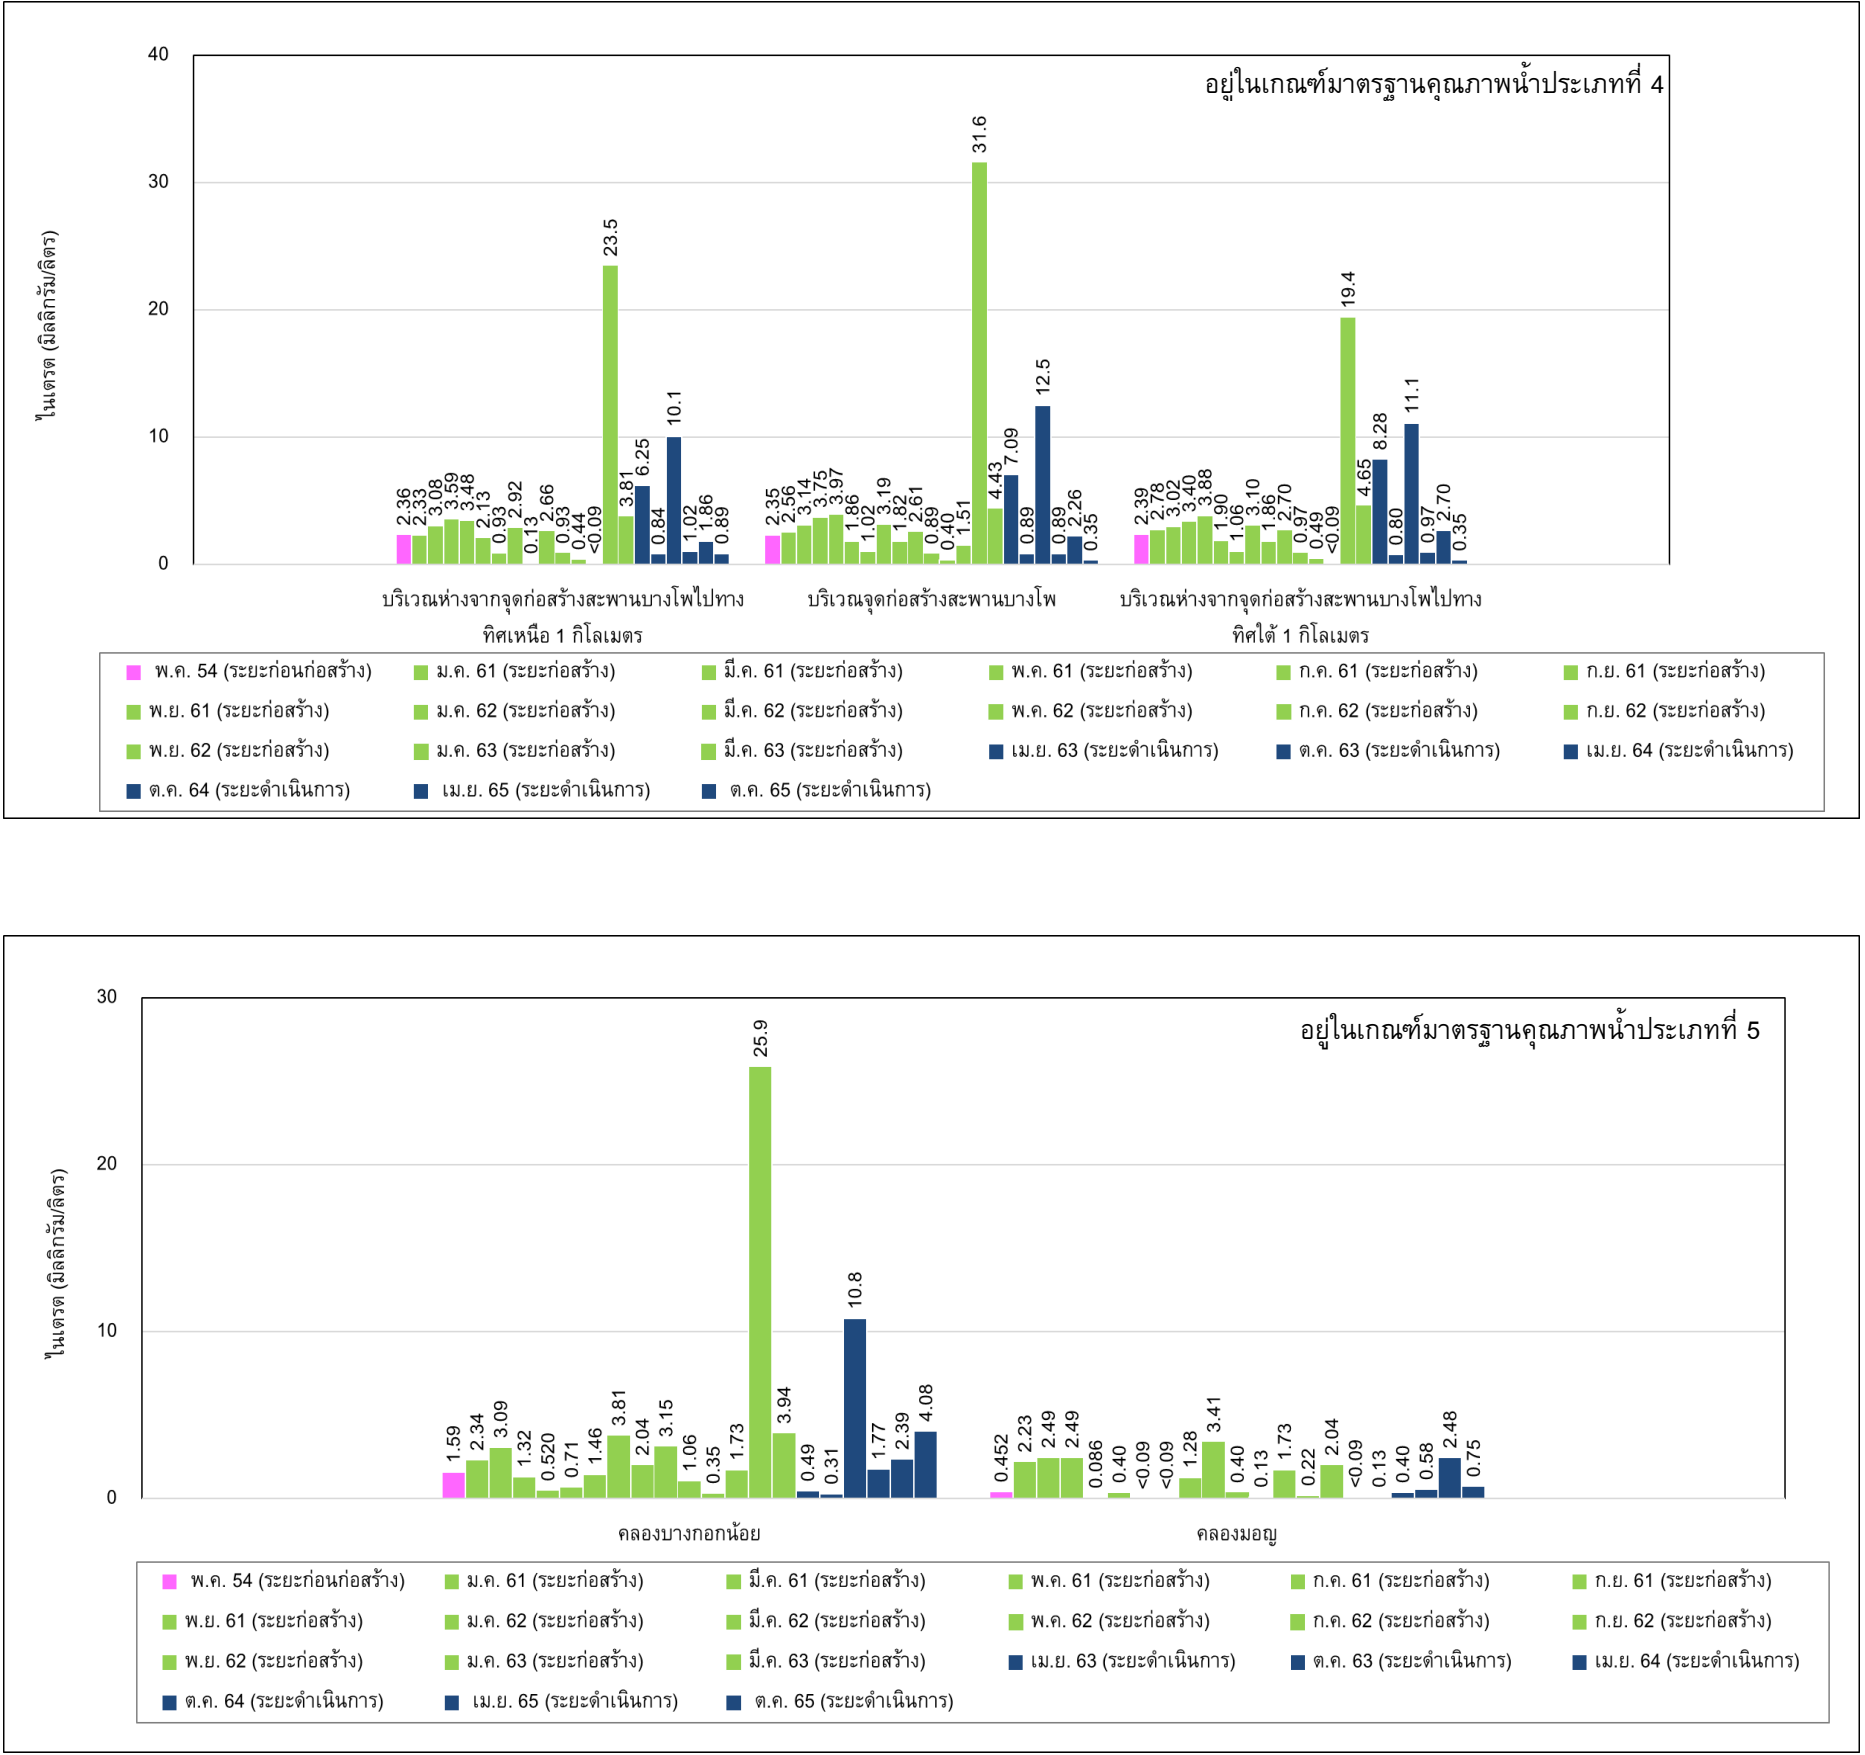 40
อยู่ในเกณฑ์มาตรฐานคุณภาพน้ำประเภทที่ 4
30
20
10
0
ไนเตรต (มิลลิกรัม/ลิตร)
2.36 2.33 3.08 3.59 3.48 2.13 0.93 2.92 0.13 2.66 0.93 0.44 <0.09 23.5 3.81 6.25 0.84 10.1 1.02 1.86 0.89
2.35 2.56 3.14 3.75 3.97 1.86 1.02 3.19 1.82 2.61 0.89 0.40 1.51 31.6 4.43 7.09 0.89 12.5 0.89 2.26 0.35
2.39 2.78 3.02 3.40 3.88 1.90 1.06 3.10 1.86 2.70 0.97 0.49 <0.09 19.4 4.65 8.28 0.80 11.1 0.97 2.70 0.35
บริเวณห่างจากจุดก่อสร้างสะพานบางโพไปทาง
ทิศเหนือ 1 กิโลเมตร
บริเวณจุดก่อสร้างสะพานบางโพ
บริเวณห่างจากจุดก่อสร้างสะพานบางโพไปทาง
ทิศใต้ 1 กิโลเมตร
พ.ค. 54 (ระยะก่อนก่อสร้าง) ม.ค. 61 (ระยะก่อสร้าง) มี.ค. 61 (ระยะก่อสร้าง) พ.ค. 61 (ระยะก่อสร้าง) ก.ค. 61 (ระยะก่อสร้าง) ก.ย. 61 (ระยะก่อสร้าง)
พ.ย. 61 (ระยะก่อสร้าง) ม.ค. 62 (ระยะก่อสร้าง) มี.ค. 62 (ระยะก่อสร้าง) พ.ค. 62 (ระยะก่อสร้าง) ก.ค. 62 (ระยะก่อสร้าง) ก.ย. 62 (ระยะก่อสร้าง)
พ.ย. 62 (ระยะก่อสร้าง) ม.ค. 63 (ระยะก่อสร้าง) มี.ค. 63 (ระยะก่อสร้าง) เม.ย. 63 (ระยะดำเนินการ) ต.ค. 63 (ระยะดำเนินการ) เม.ย. 64 (ระยะดำเนินการ)
ต.ค. 64 (ระยะดำเนินการ) เม.ย. 65 (ระยะดำเนินการ) ต.ค. 65 (ระยะดำเนินการ)
30
อยู่ในเกณฑ์มาตรฐานคุณภาพน้ำประเภทที่ 5
20
10
0
ไนเตรต (มิลลิกรัม/ลิตร)
1.59 2.34 3.09 1.32 0.520 0.71 1.46 3.81 2.04 3.15 1.06 0.35 1.73 25.9 3.94 0.49 0.31 10.8 1.77 2.39 4.08
0.452 2.23 2.49 2.49 0.086 0.40 <0.09 <0.09 1.28 3.41 0.40 0.13 1.73 0.22 2.04 <0.09 0.13 0.40 0.58 2.48 0.75
คลองบางกอกน้อย
คลองมอญ
พ.ค. 54 (ระยะก่อนก่อสร้าง) ม.ค. 61 (ระยะก่อสร้าง) มี.ค. 61 (ระยะก่อสร้าง) พ.ค. 61 (ระยะก่อสร้าง) ก.ค. 61 (ระยะก่อสร้าง) ก.ย. 61 (ระยะก่อสร้าง)
พ.ย. 61 (ระยะก่อสร้าง) ม.ค. 62 (ระยะก่อสร้าง) มี.ค. 62 (ระยะก่อสร้าง) พ.ค. 62 (ระยะก่อสร้าง) ก.ค. 62 (ระยะก่อสร้าง) ก.ย. 62 (ระยะก่อสร้าง)
พ.ย. 62 (ระยะก่อสร้าง) ม.ค. 63 (ระยะก่อสร้าง) มี.ค. 63 (ระยะก่อสร้าง) เม.ย. 63 (ระยะดำเนินการ) ต.ค. 63 (ระยะดำเนินการ) เม.ย. 64 (ระยะดำเนินการ)
ต.ค. 64 (ระยะดำเนินการ) เม.ย. 65 (ระยะดำเนินการ) ต.ค. 65 (ระยะดำเนินการ)